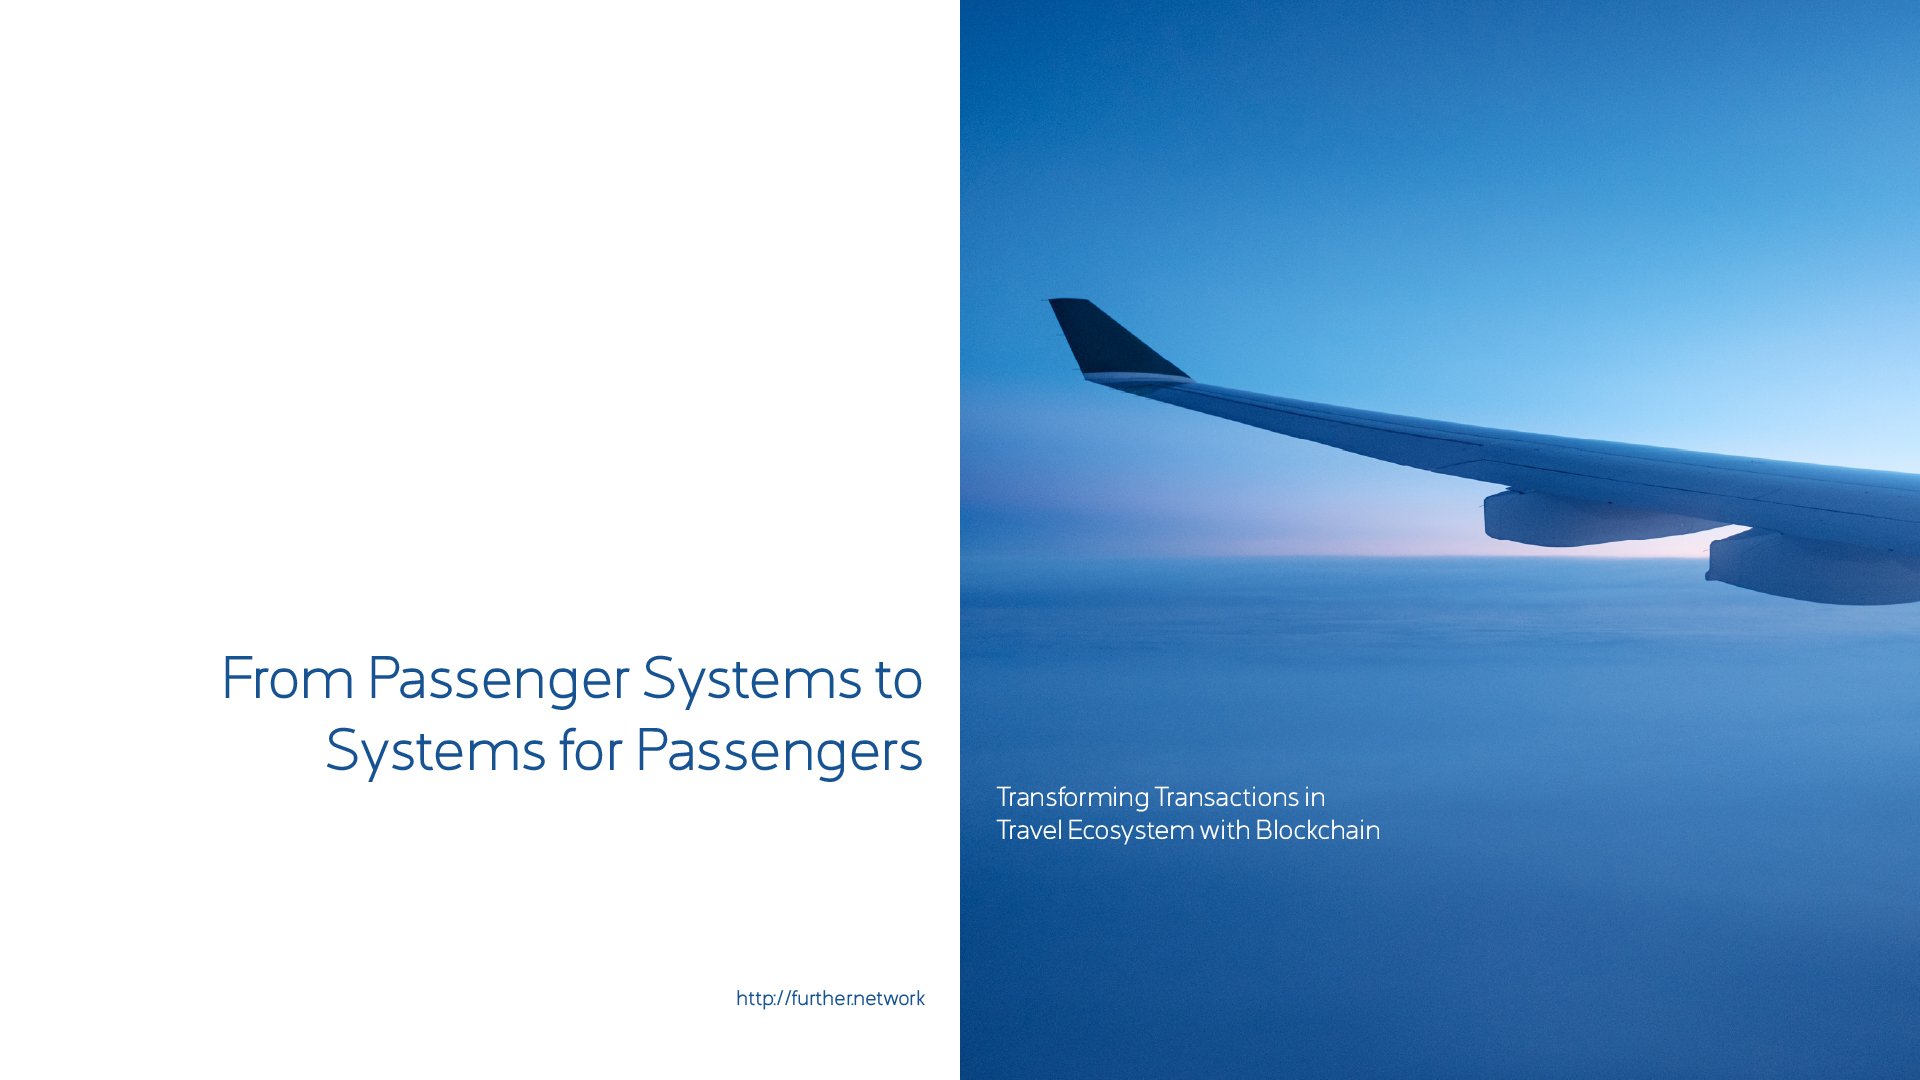 From Passenger Systems to
Systems for Passengers
Transforming Transactions in
Travel Ecosystem with Blockchain
http://further.network